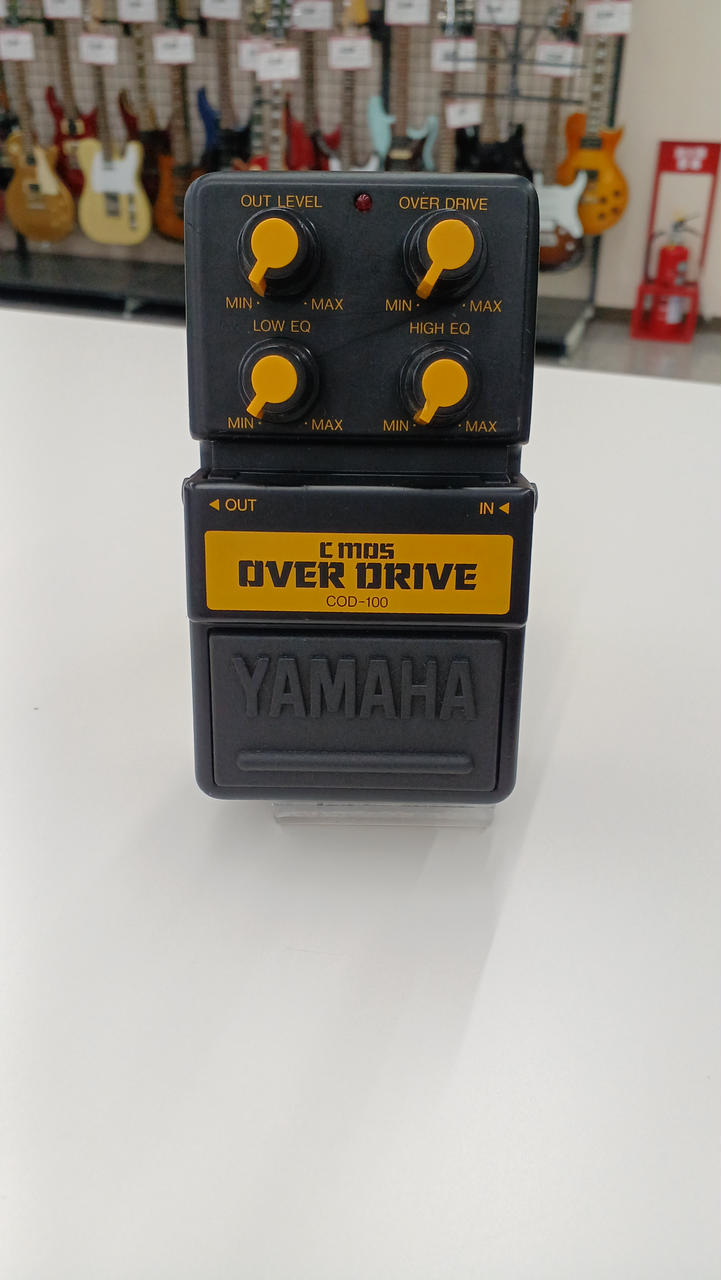 OUT LEVEL
OVER DRIVE
MIN · · MAX
MIN · · MAX
LOW EQ
HIGH EQ
MIN · · MAX
MIN · · MAX
◀ OUT
IN ◀
C MOS
OVER DRIVE
COD-100
YAMAHA